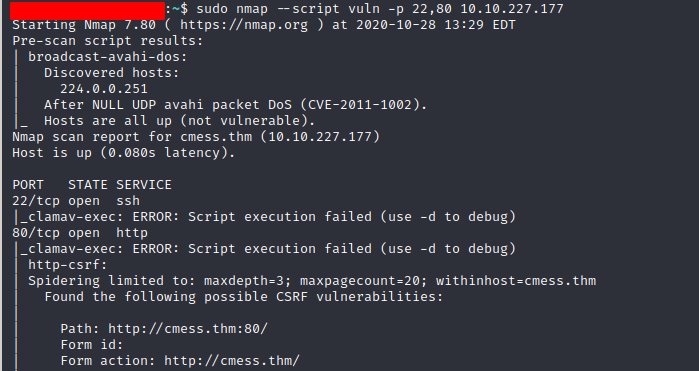 :~$ sudo nmap --script vuln -p 22,80 10.10.227.177
Starting Nmap 7.80 ( https://nmap.org ) at 2020-10-28 13:29 EDT
Pre-scan script results:
| broadcast-avahi-dos:
|   Discovered hosts:
|     224.0.0.251
|   After NULL UDP avahi packet DoS (CVE-2011-1002).
|_  Hosts are all up (not vulnerable).
Nmap scan report for cmess.thm (10.10.227.177)
Host is up (0.080s latency).

PORT   STATE SERVICE
22/tcp open  ssh
|_clamav-exec: ERROR: Script execution failed (use -d to debug)
80/tcp open  http
|_clamav-exec: ERROR: Script execution failed (use -d to debug)
| http-csrf:
| Spidering limited to: maxdepth=3; maxpagecount=20; withinhost=cmess.thm
|   Found the following possible CSRF vulnerabilities:
|
|     Path: http://cmess.thm:80/
|     Form id:
|     Form action: http://cmess.thm/